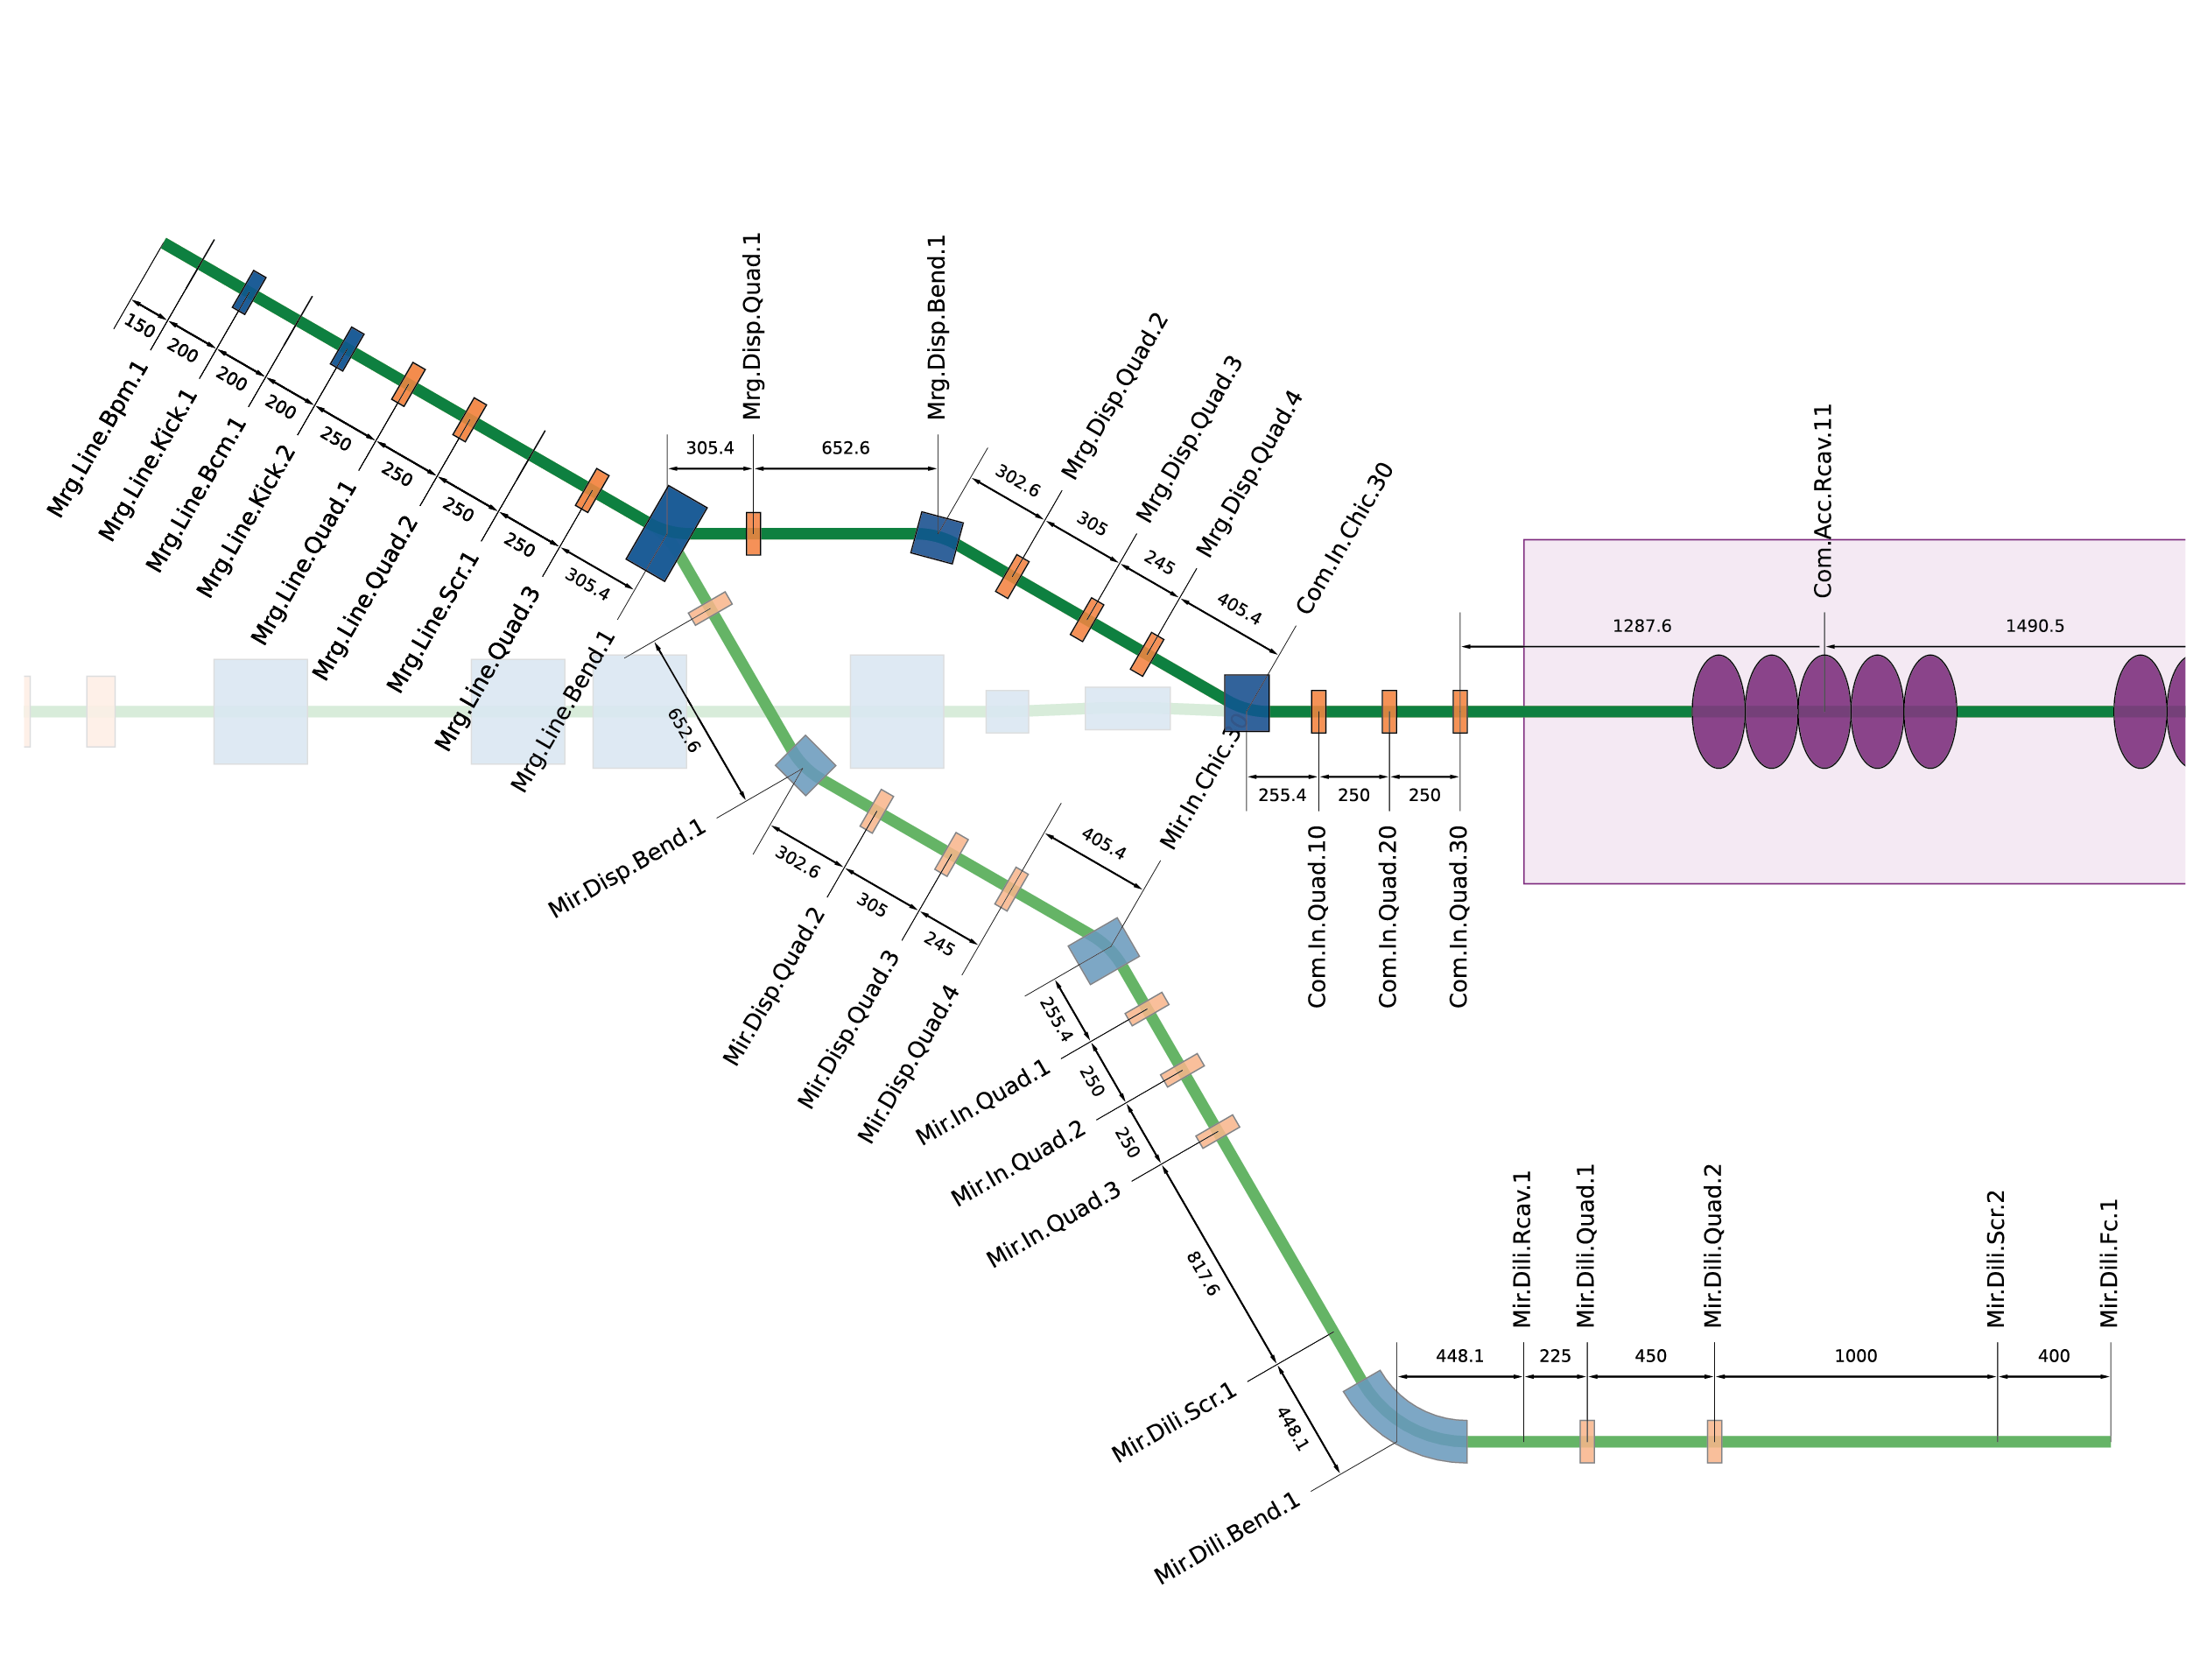 150
200
200
200
250
250
250
250
305.4
Mrg.Line.Bpm.1
Mrg.Line.Kick.1
Mrg.Line.Bcm.1
Mrg.Line.Kick.2
Mrg.Line.Quad.1
Mrg.Line.Quad.2
Mrg.Line.Scr.1
Mrg.Line.Quad.3
Mrg.Line.Bend.1
Mrg.Disp.Quad.1
Mrg.Disp.Bend.1
305.4
652.6
Mrg.Disp.Quad.2
Mrg.Disp.Quad.3
Mrg.Disp.Quad.4
Com.In.Chic.30
302.6
305
245
405.4
Com.Acc.Rcav.11
1287.6
1490.5
255.4
250
250
Com.In.Quad.10
Com.In.Quad.20
Com.In.Quad.30
652.6
Mir.Disp.Bend.1
302.6
305
245
405.4
Mir.Disp.Quad.2
Mir.Disp.Quad.3
Mir.Disp.Quad.4
Mir.In.Chic.30
255.4
250
250
817.6
448.1
Mir.In.Quad.1
Mir.In.Quad.2
Mir.In.Quad.3
Mir.Dili.Scr.1
Mir.Dili.Bend.1
Mir.Dili.Rcav.1
Mir.Dili.Quad.1
Mir.Dili.Quad.2
Mir.Dili.Scr.2
Mir.Dili.Fc.1
448.1
225
450
1000
400